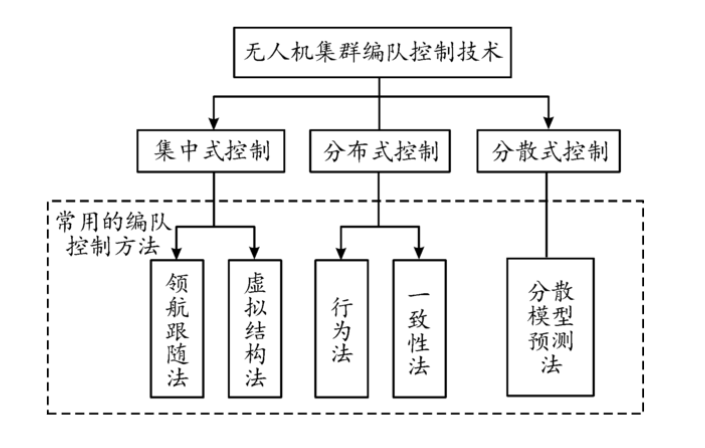 无人机集群编队控制技术
集中式控制
分布式控制
分散式控制
常用的编队
控制方法
领航跟随法
虚拟结构法
行为法
一致性法
分散
模型
预测
法